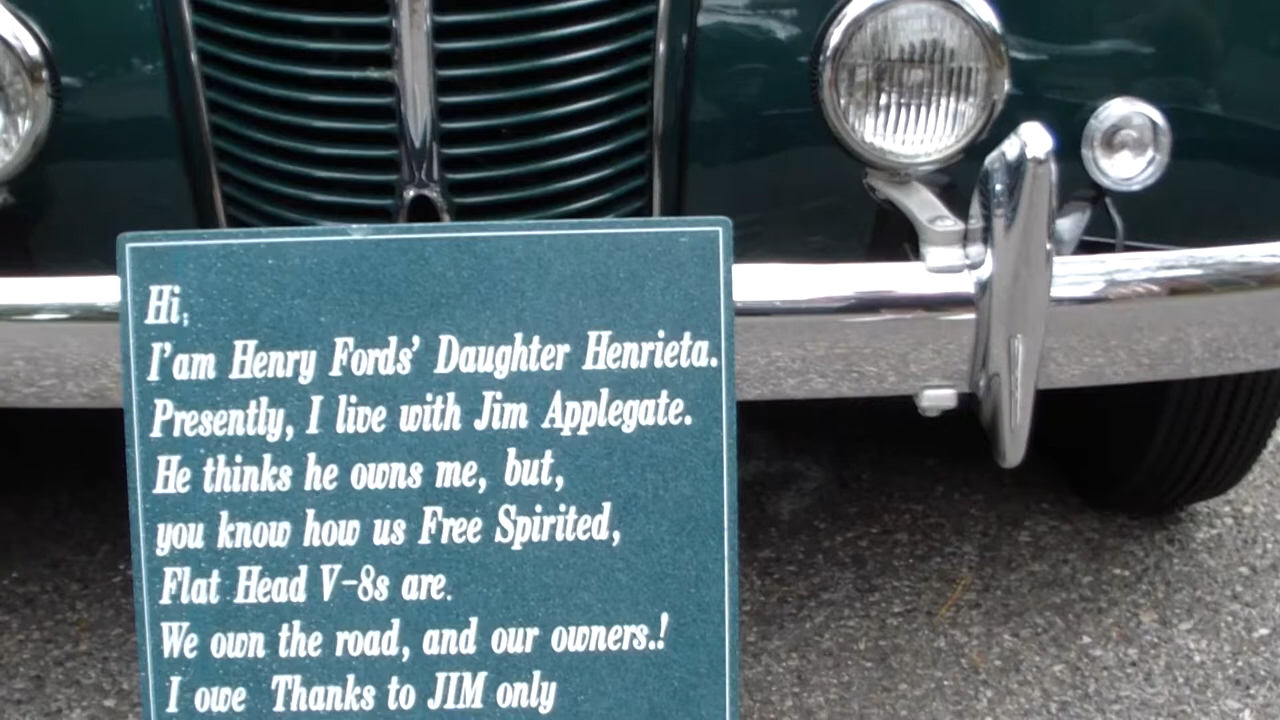 Hi,
I'am Henry Fords' Daughter Henrieta.
Presently, I live with Jim Applegate.
He thinks he owns me, but,
you know how us Free Spirited,
Flat Head V-8s are.
We own the road, and our owners.!
I owe Thanks to JIM only